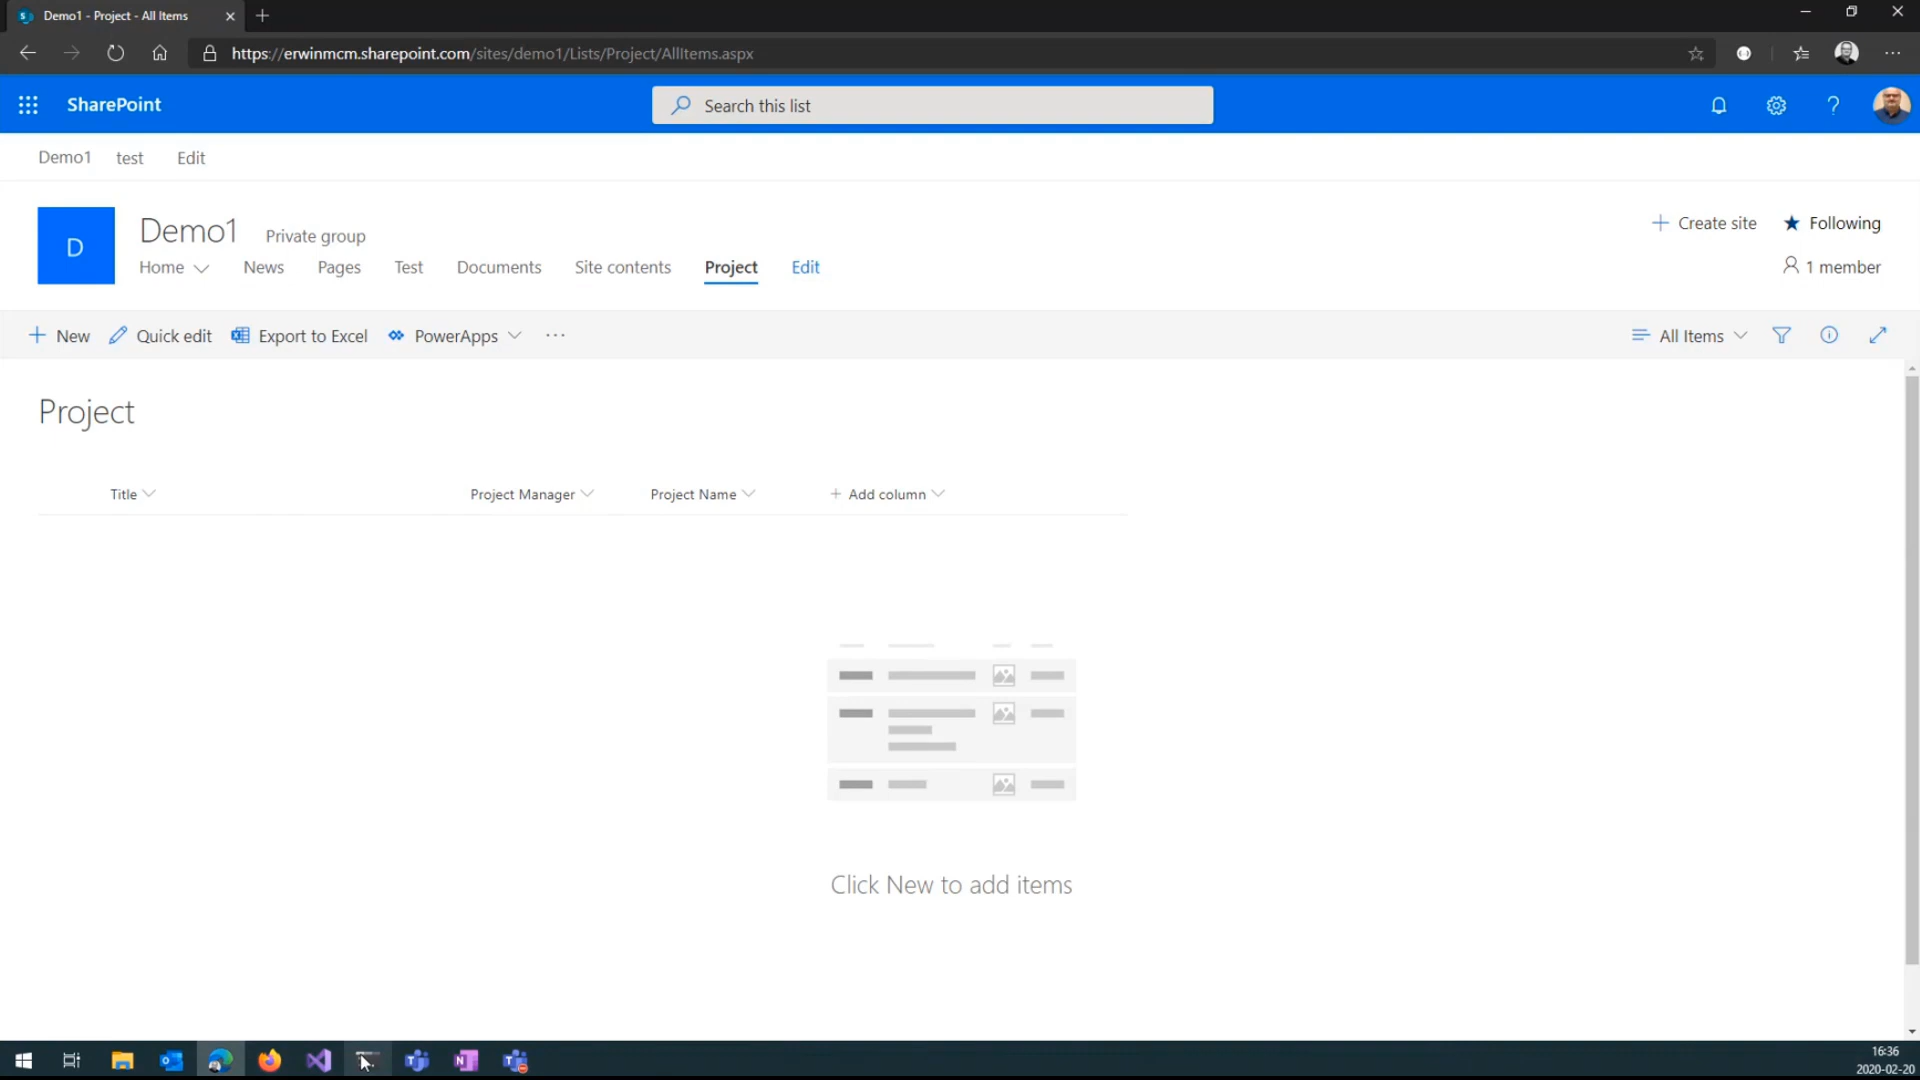 Demo1 - Project - All Items
https://erwinmcm.sharepoint.com/sites/demo1/Lists/Project/AllItems.aspx
SharePoint
Search this list
Demo1 test Edit
D
Demo1 Private group
Create site Following
Home News Pages Test Documents Site contents Project Edit
1 member
New Quick edit Export to Excel PowerApps
All Items
Project
Title Project Manager Project Name Add column
Click New to add items
16:36
2020-02-20